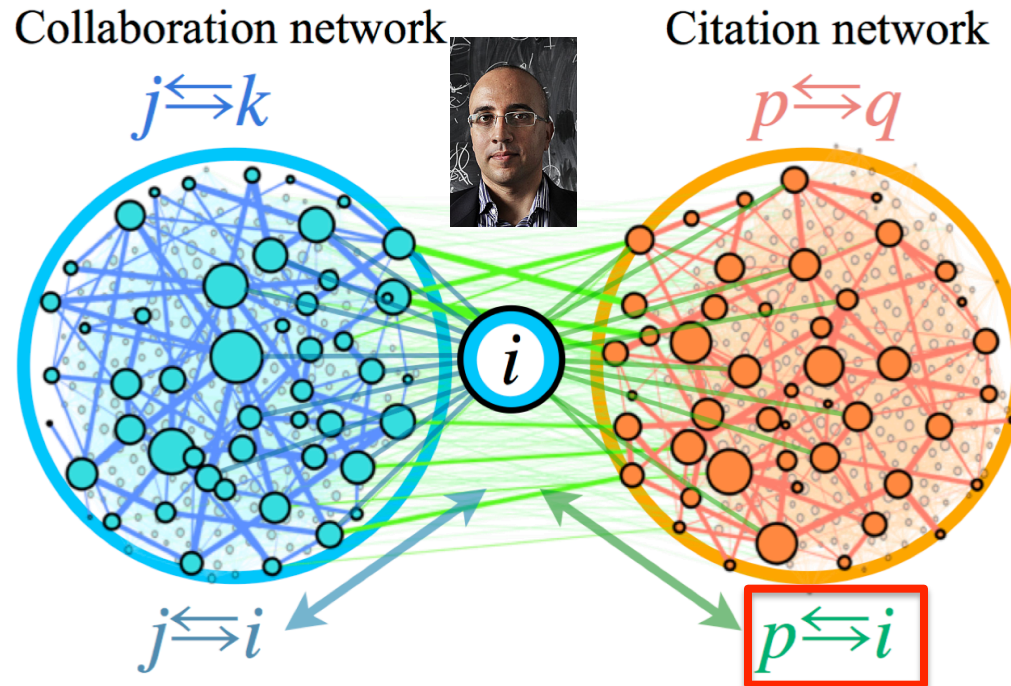 Collaboration network
Citation network
j⇆k
p⇆q
i
j⇆i
p⇆i